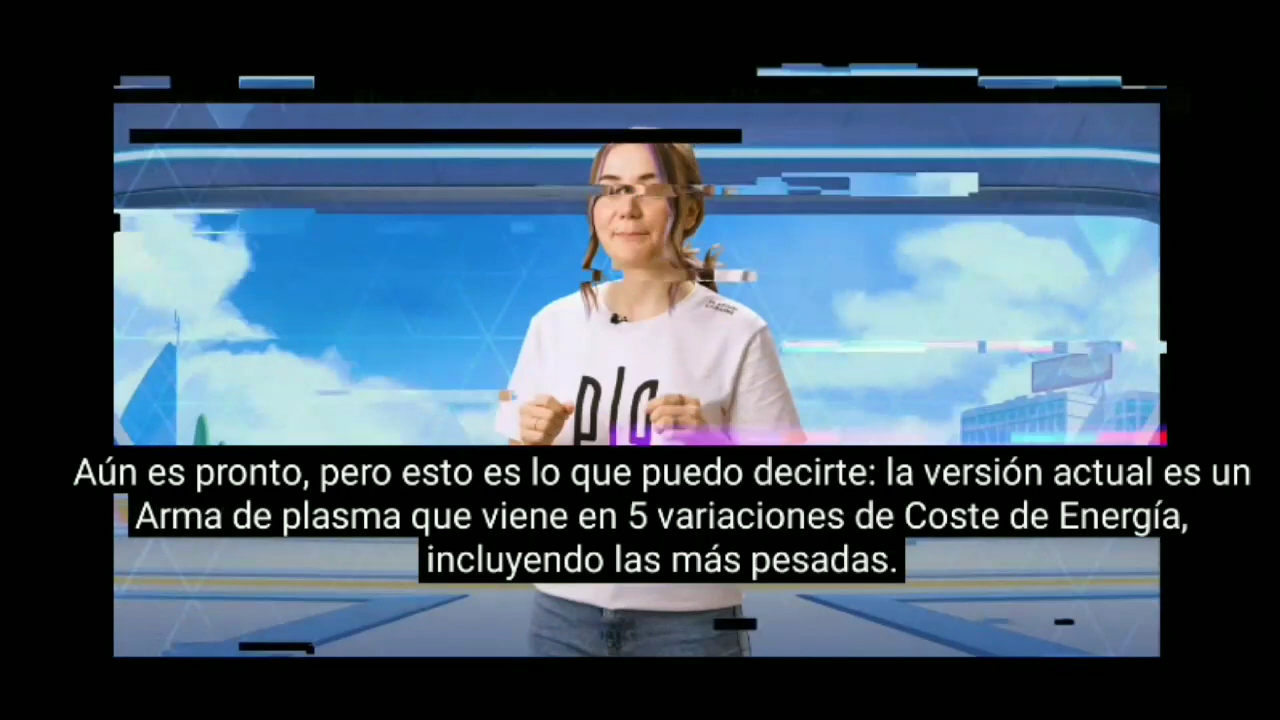 Aún es pronto, pero esto es lo que puedo decirte: la versión actual es un
Arma de plasma que viene en 5 variaciones de Coste de Energía,
incluyendo las más pesadas.